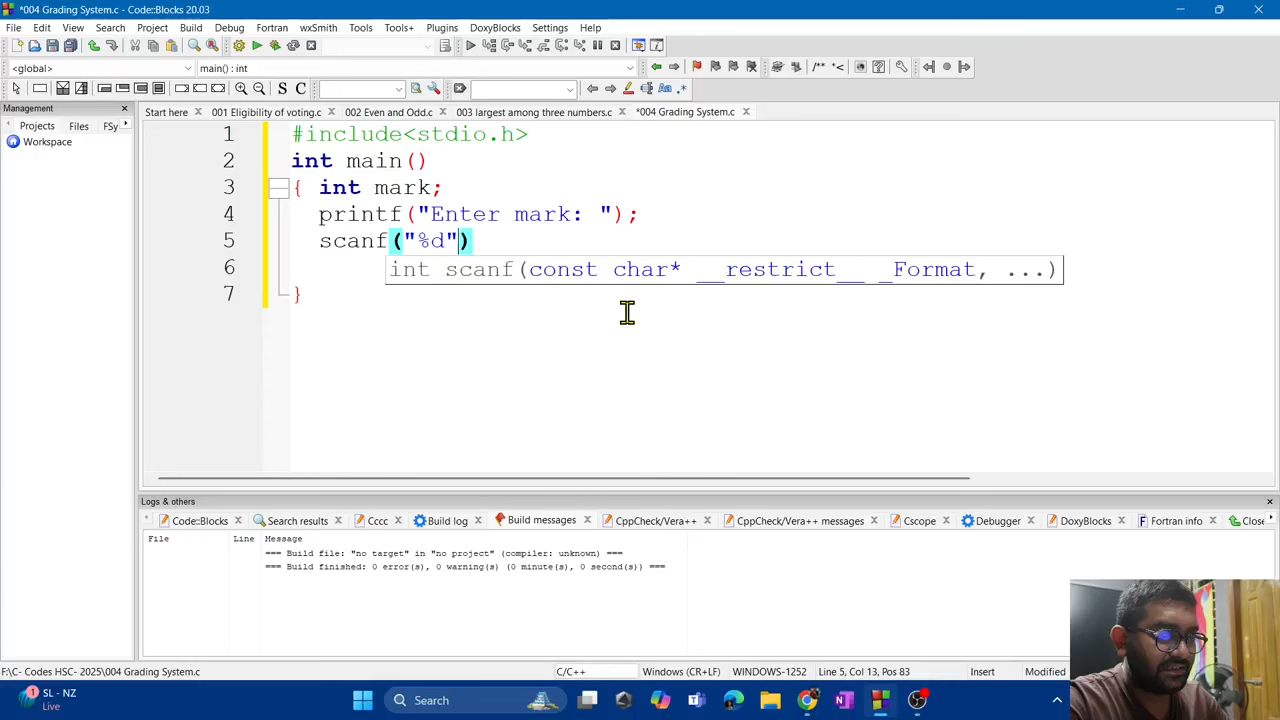 *004 Grading System.c - Code::Blocks 20.03
File Edit View Search Project Build Debug Fortran wxSmith Tools Tools+ Plugins DoxyBlocks Settings Help
<global> main() : int
S C Aa .*
Management
Projects Files FSy
Workspace
Start here 001 Eligibility of voting.c 002 Even and Odd.c 003 largest among three numbers.c *004 Grading System.c
1 #include<stdio.h>
2 int main()
3 { int mark;
4 printf("Enter mark: ");
5 scanf("%d")
6 int scanf(const char* __restrict__ _Format, ...)
7 }
Logs & others
Code::Blocks Search results Cccc Build log Build messages CppCheck/Vera++ CppCheck/Vera++ messages Cscope Debugger DoxyBlocks Fortran info Close
File Line Message
=== Build file: "no target" in "no project" (compiler: unknown) ===
=== Build finished: 0 error(s), 0 warning(s) (0 minute(s), 0 second(s)) ===
F:\C- Codes HSC- 2025\004 Grading System.c C/C++ Windows (CR+LF) WINDOWS-1252 Line 5, Col 13, Pos 83 Insert Modified
1 SL - NZ
Live
Search